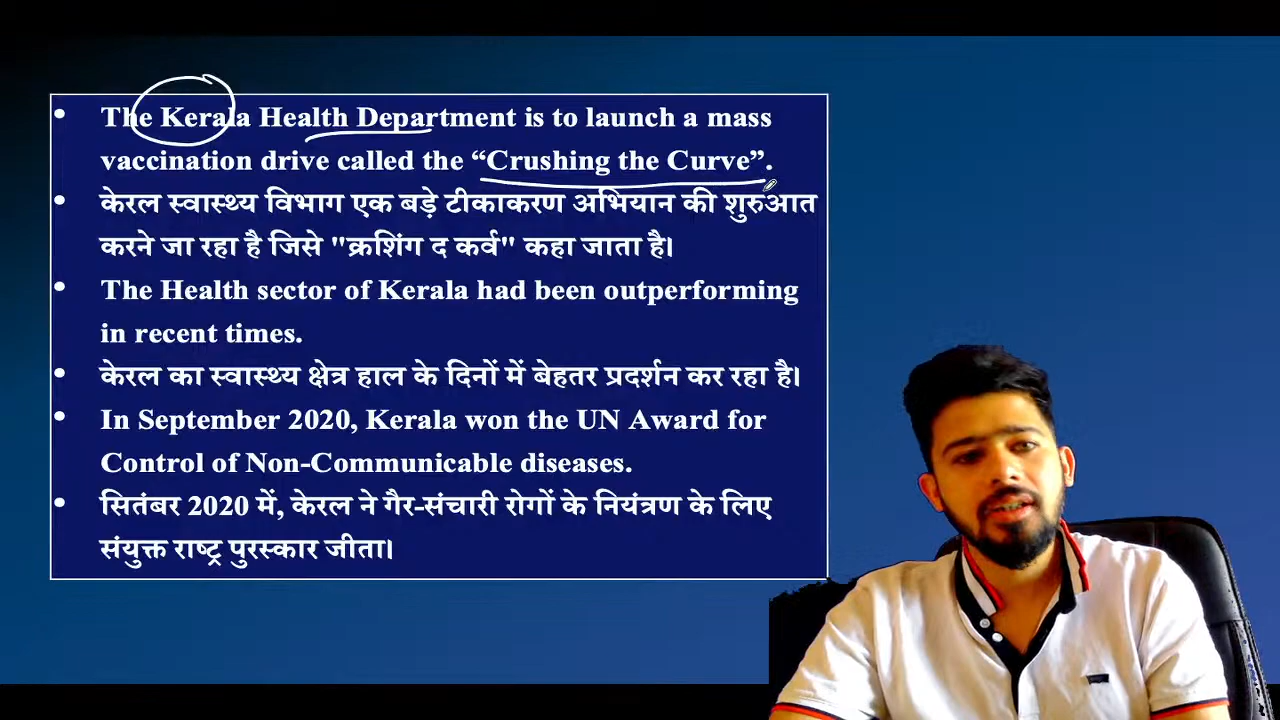 • The Kerala Health Department is to launch a mass
vaccination drive called the “Crushing the Curve”.
• केरल स्वास्थ्य विभाग एक बड़े टीकाकरण अभियान की शुरुआत
करने जा रहा है जिसे "क्रशिंग द कर्व" कहा जाता है।
• The Health sector of Kerala had been outperforming
in recent times.
• केरल का स्वास्थ्य क्षेत्र हाल के दिनों में बेहतर प्रदर्शन कर रहा है।
• In September 2020, Kerala won the UN Award for
Control of Non-Communicable diseases.
• सितंबर 2020 में, केरल ने गैर-संचारी रोगों के नियंत्रण के लिए
संयुक्त राष्ट्र पुरस्कार जीता।